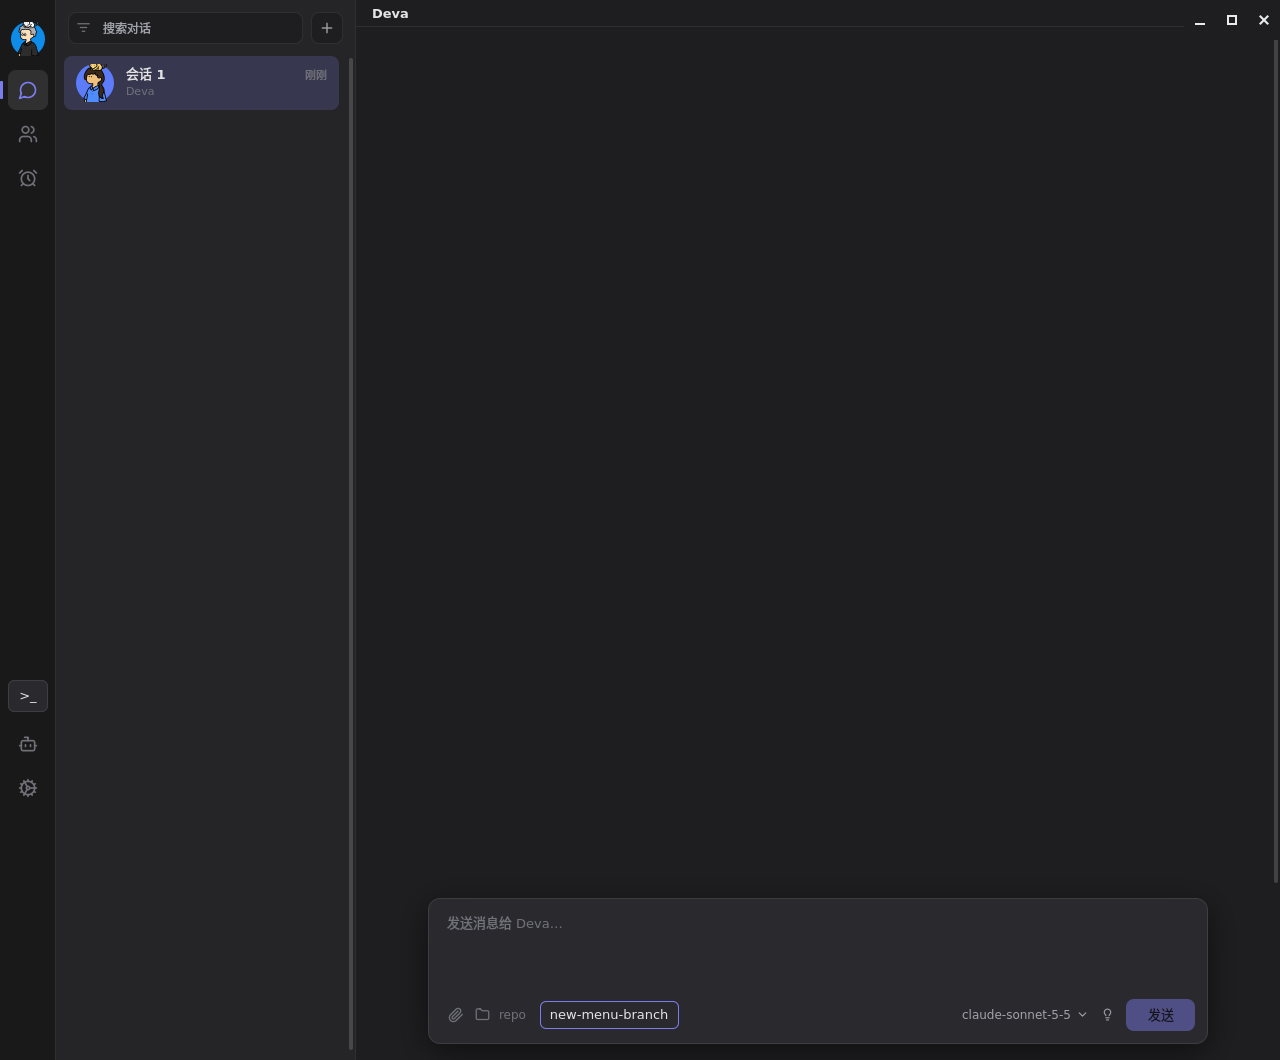 Deva
搜索对话
会话 1
刚刚
Deva
>_
发送消息给 Deva…
repo
new-menu-branch
claude-sonnet-5-5
发送